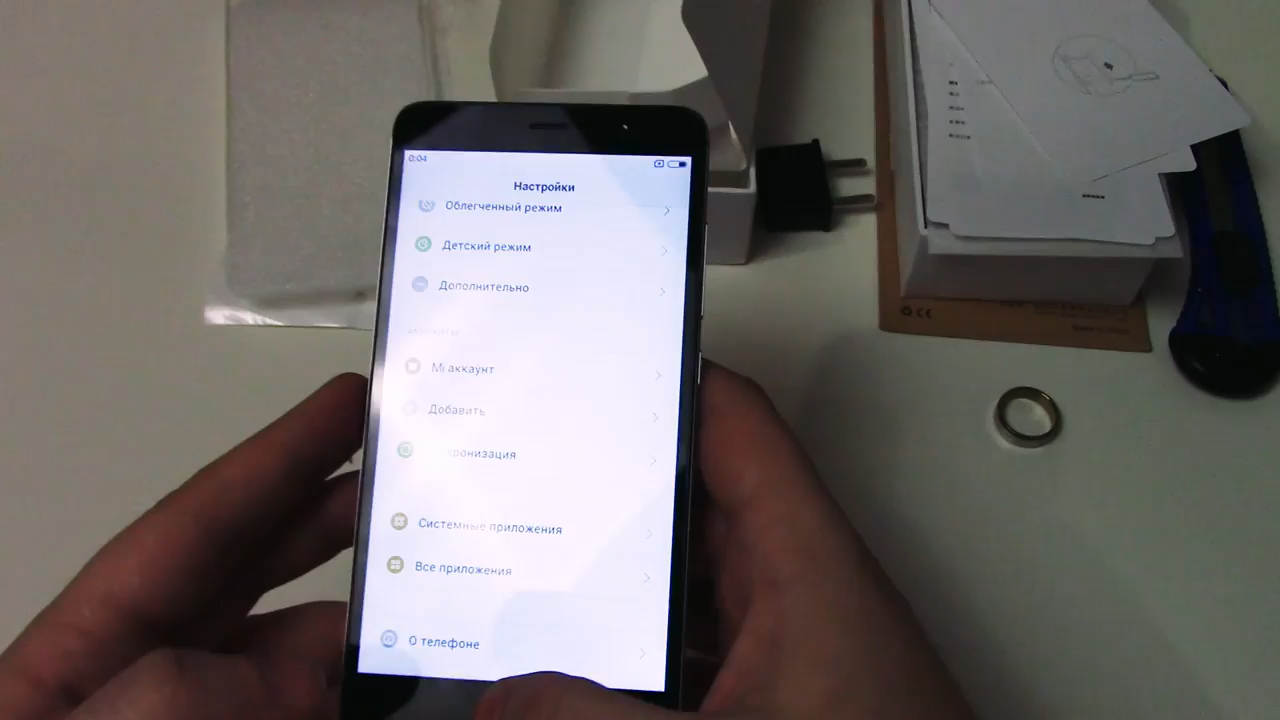 0:04
Настройки
Облегченный режим
Детский режим
Дополнительно
Mi аккаунт
Добавить
ронизация
Системные приложения
Все приложения
О телефоне